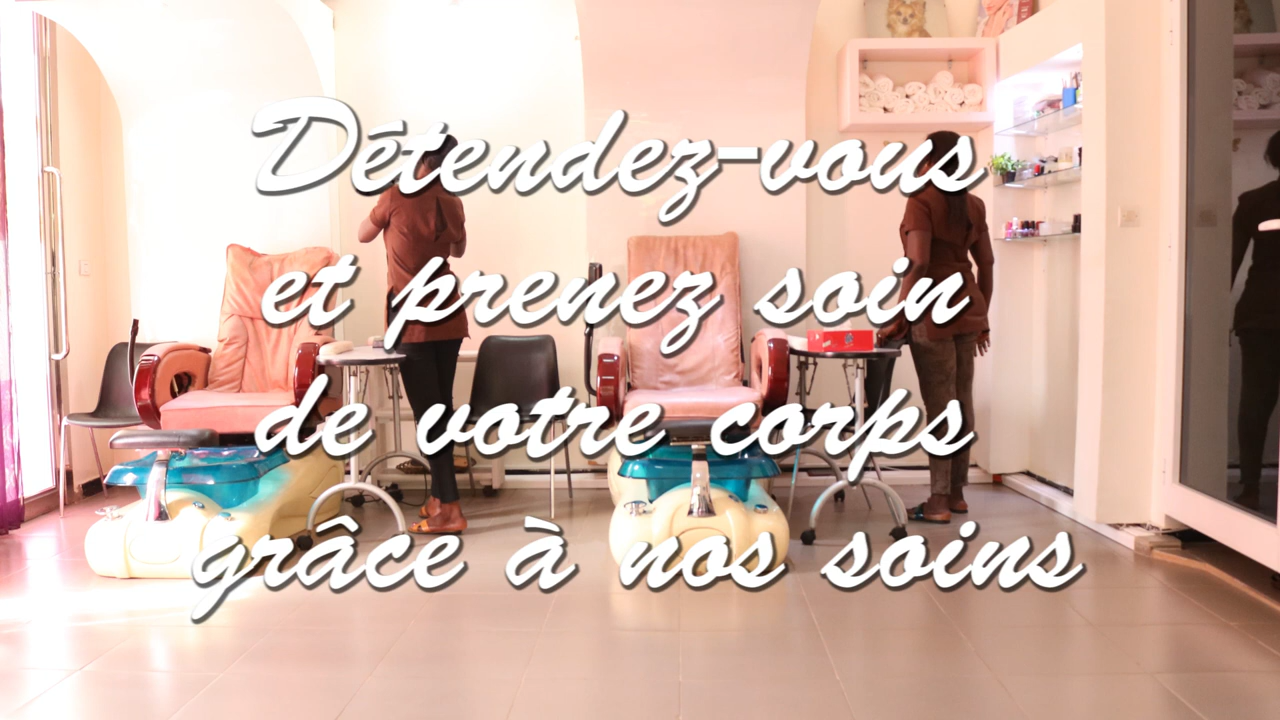 Détendez-vous
et prenez soin
de votre corps
grâce à nos soins